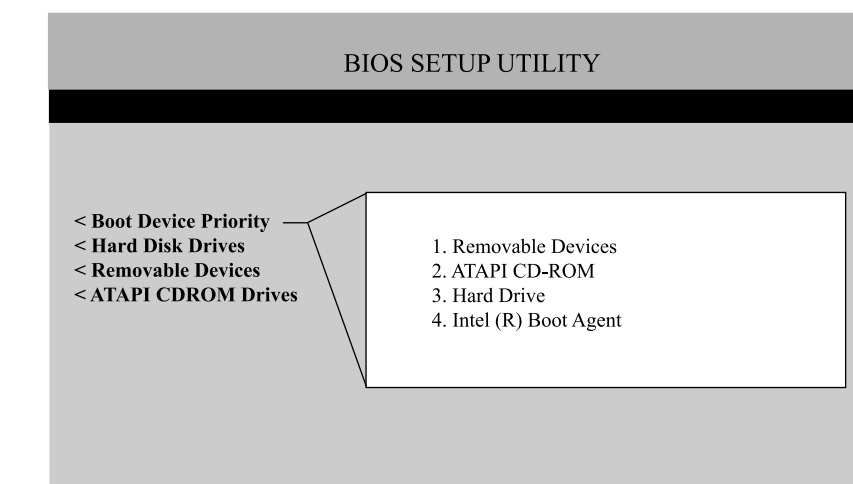 BIOS SETUP UTILITY
< Boot Device Priority
< Hard Disk Drives
< Removable Devices
< ATAPI CDROM Drives
1. Removable Devices
2. ATAPI CD-ROM
3. Hard Drive
4. Intel (R) Boot Agent